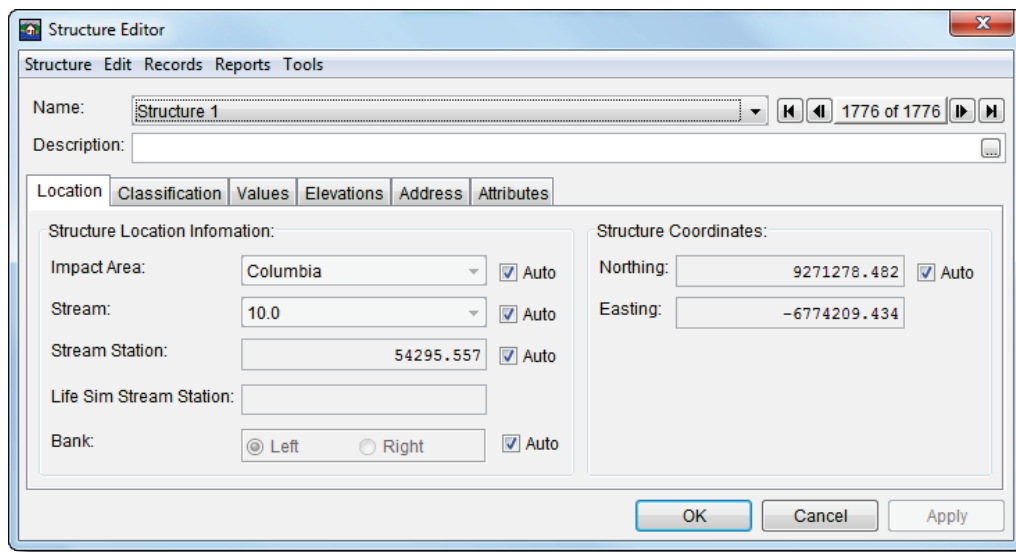 Structure Editor
Structure Edit Records Reports Tools
Name: Structure 1 1776 of 1776
Description: ...
Location Classification Values Elevations Address Attributes
Structure Location Infomation: Structure Coordinates:
Impact Area: Columbia Auto Northing: 9271278.482 Auto
Stream: 10.0 Auto Easting: -6774209.434
Stream Station: 54295.557 Auto
Life Sim Stream Station:
Bank: Left Right Auto
OK Cancel Apply